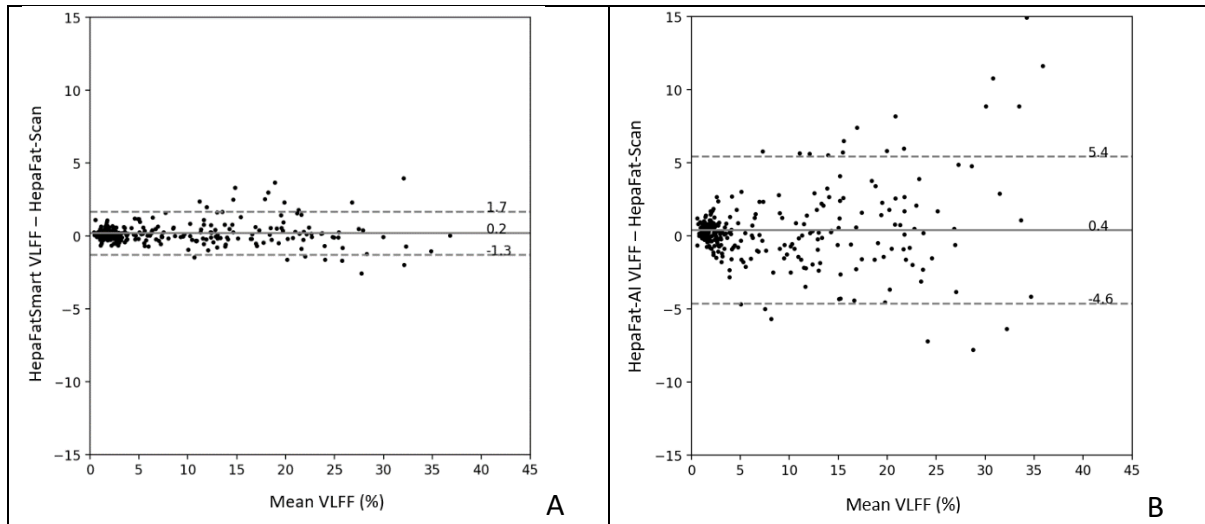 15
10
5
0
−5
−10
−15
0 5 10 15 20 25 30 35 40 45
HepaFatSmart VLFF – HepaFat-Scan
Mean VLFF (%)
1.7
0.2
-1.3
A
15
10
5
0
−5
−10
−15
0 5 10 15 20 25 30 35 40 45
HepaFat-AI VLFF – HepaFat-Scan
Mean VLFF (%)
5.4
0.4
-4.6
B